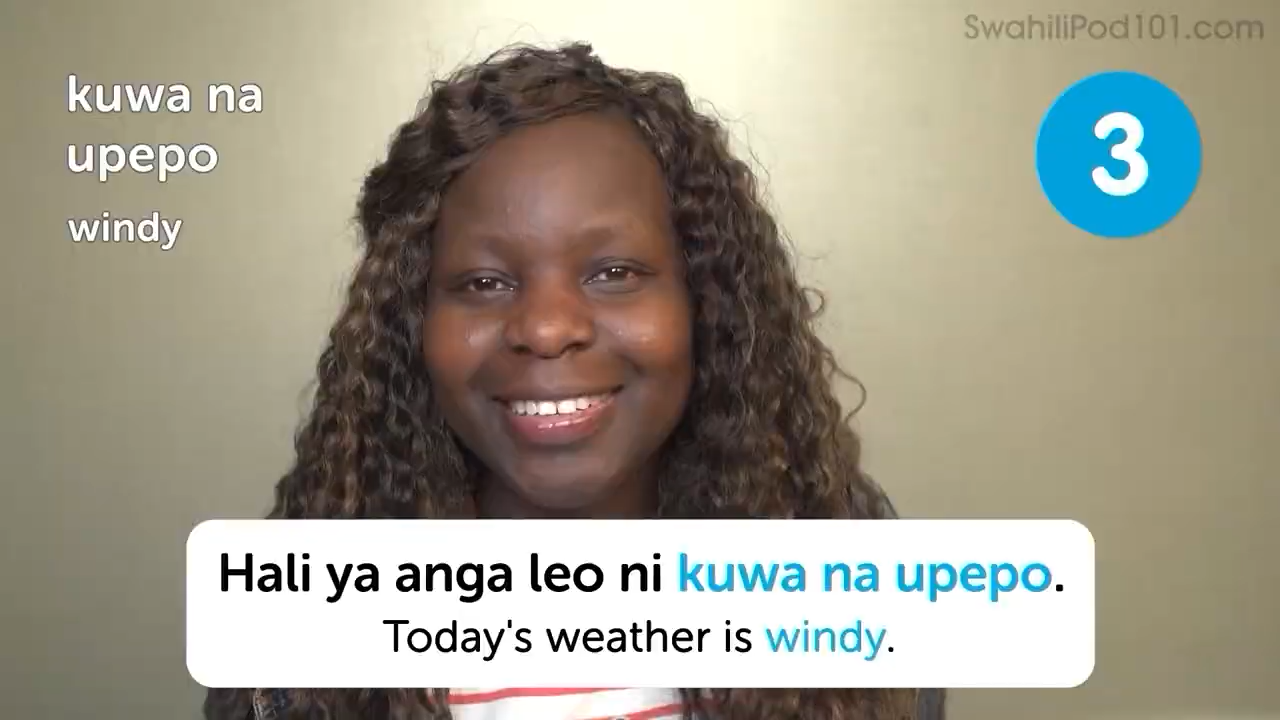 SwahiliPod101.com
kuwa na
upepo
windy
3
Hali ya anga leo ni kuwa na upepo.
Today's weather is windy.